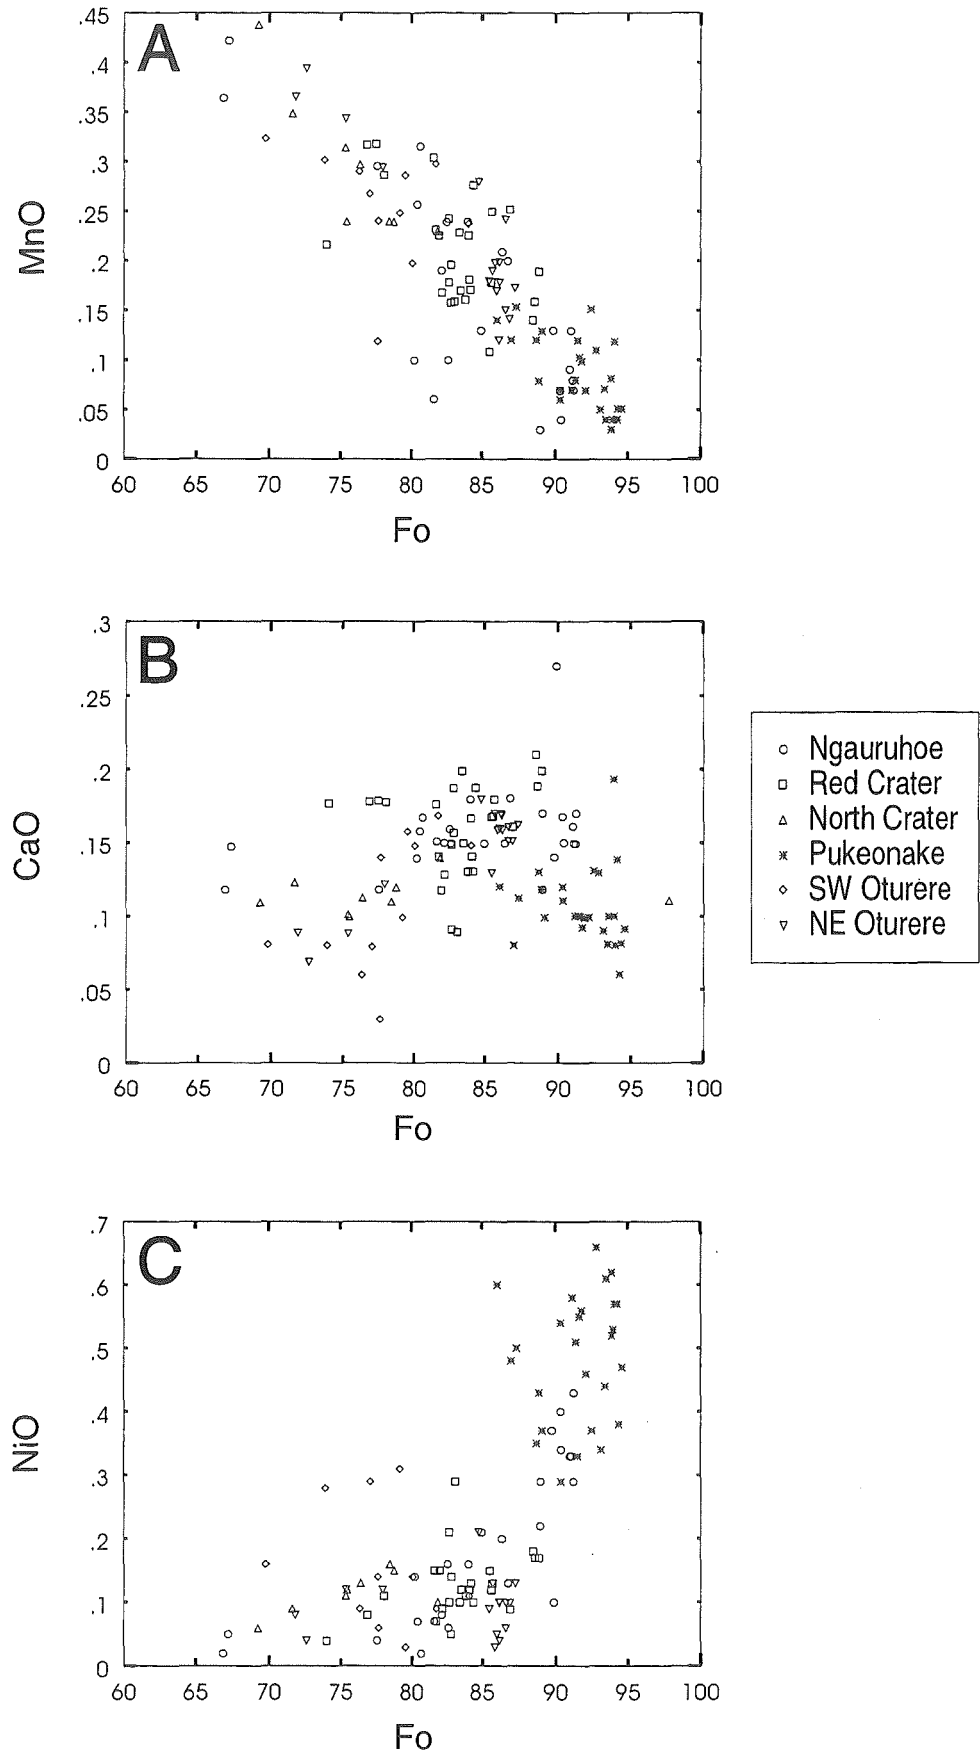 A
MnO
.45
.4
.35
.3
.25
.2
.15
.1
.05
0
60 65 70 75 80 85 90 95 100
Fo
B
CaO
.3
.25
.2
.15
.1
.05
0
60 65 70 75 80 85 90 95 100
Fo
Ngauruhoe
Red Crater
North Crater
Pukeonake
SW Oturere
NE Oturere
C
NiO
.7
.6
.5
.4
.3
.2
.1
0
60 65 70 75 80 85 90 95 100
Fo